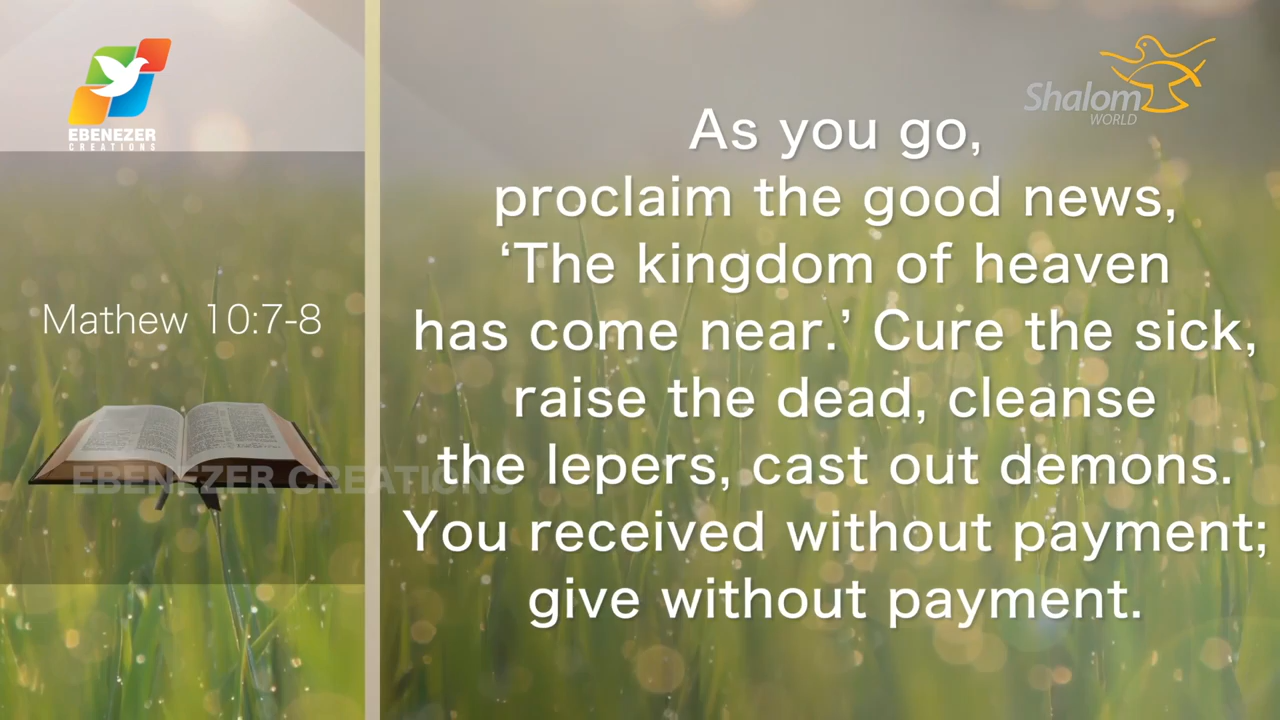 EBENEZER
CREATIONS
Shalom
WORLD
Mathew 10:7-8
As you go,
proclaim the good news,
‘The kingdom of heaven
has come near.’ Cure the sick,
raise the dead, cleanse
the lepers, cast out demons.
You received without payment;
give without payment.
EBENEZER CREATIONS